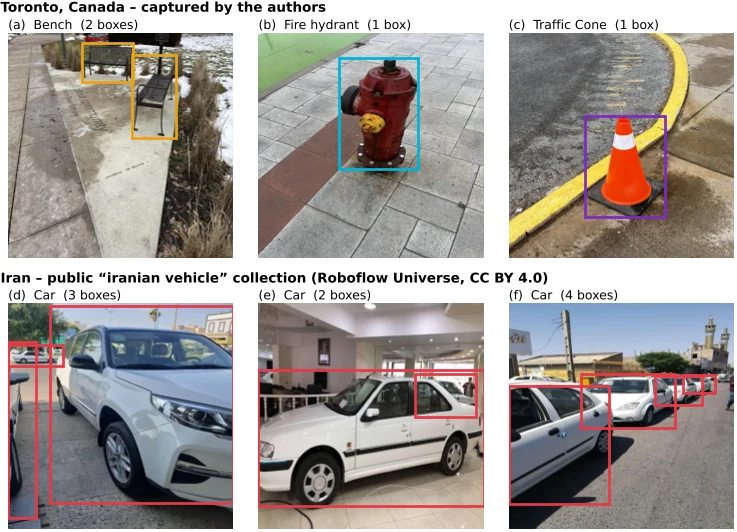 Toronto, Canada – captured by the authors
(a) Bench (2 boxes)
(b) Fire hydrant (1 box)
(c) Traffic Cone (1 box)
Iran – public “iranian vehicle” collection (Roboflow Universe, CC BY 4.0)
(d) Car (3 boxes)
(e) Car (2 boxes)
(f) Car (4 boxes)